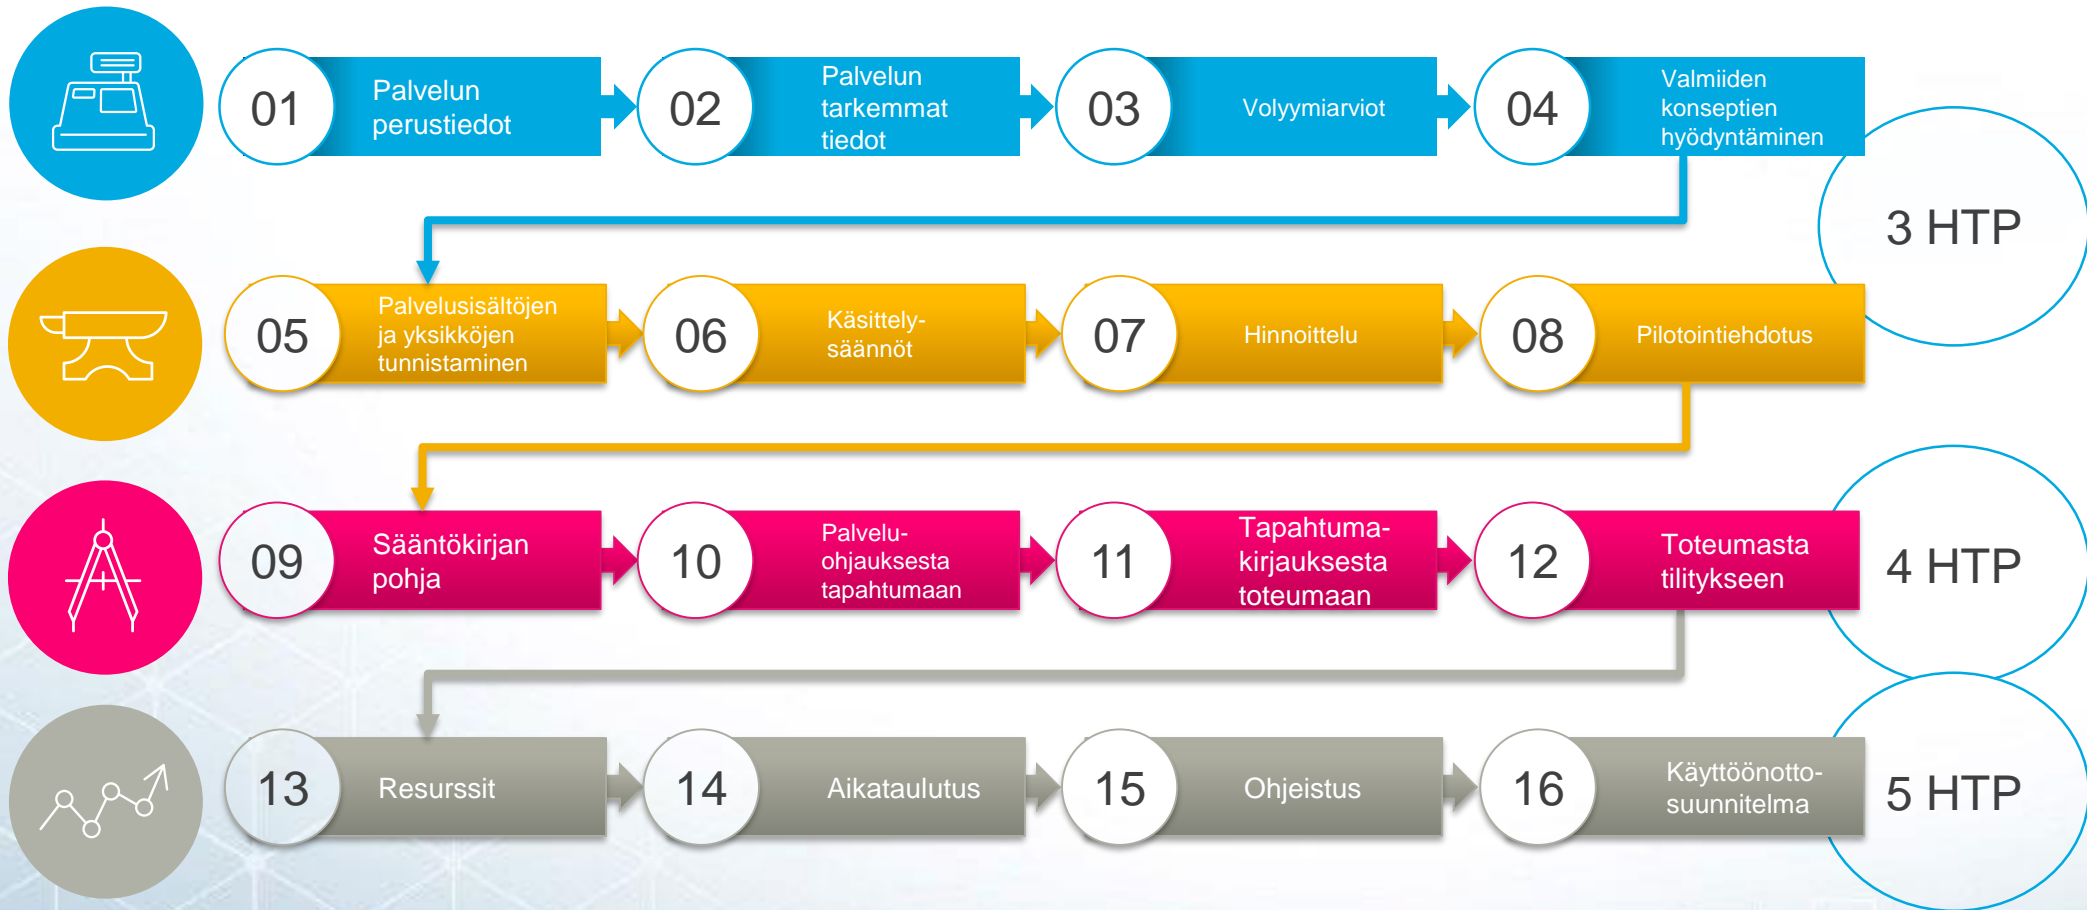 01
Palvelun
perustiedot
02
Palvelun
tarkemmat
tiedot
03
Volyymiarviot
04
Valmiiden
konseptien
hyödyntäminen
3 HTP
05
Palvelusisältöjen
ja yksikköjen
tunnistaminen
06
Käsittely-
säännöt
07
Hinnoittelu
08
Pilotointiehdotus
09
Sääntökirjan
pohja
10
Palvelu-
ohjauksesta
tapahtumaan
11
Tapahtuma-
kirjauksesta
toteumaan
12
Toteumasta
tilitykseen
4 HTP
13
Resurssit
14
Aikataulutus
15
Ohjeistus
16
Käyttöönotto-
suunnitelma
5 HTP